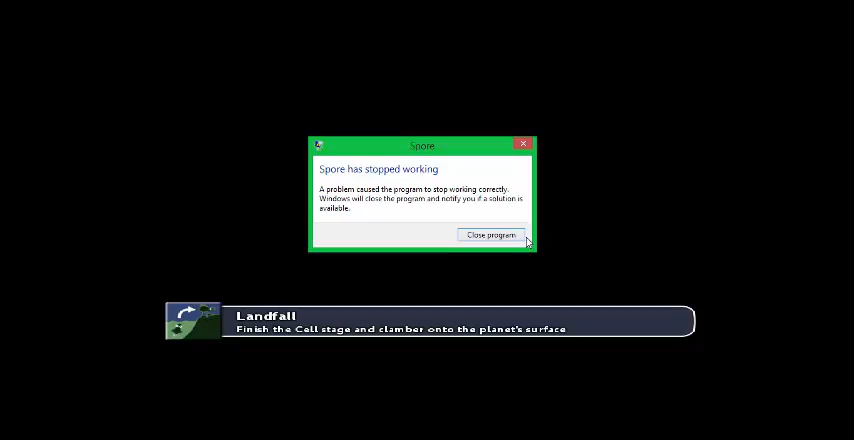 Spore
Spore has stopped working
A problem caused the program to stop working correctly.
Windows will close the program and notify you if a solution is
available.
Close program
Landfall
Finish the Cell stage and clamber onto the planet's surface